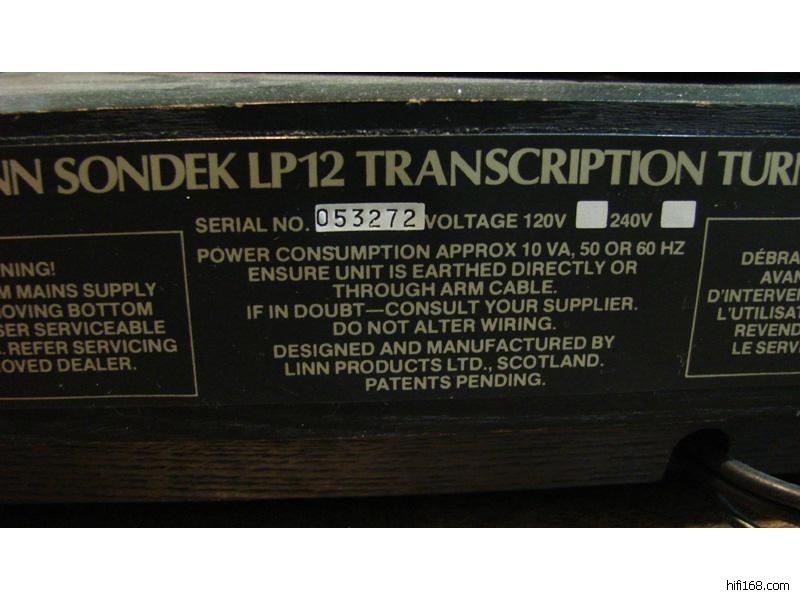 NN SONDEK LP12 TRANSCRIPTION TURN
SERIAL NO. 053272 VOLTAGE 120V 240V
POWER CONSUMPTION APPROX 10 VA, 50 OR 60 HZ
ENSURE UNIT IS EARTHED DIRECTLY OR
THROUGH ARM CABLE.
IF IN DOUBT—CONSULT YOUR SUPPLIER.
DO NOT ALTER WIRING.
DESIGNED AND MANUFACTURED BY
LINN PRODUCTS LTD., SCOTLAND.
PATENTS PENDING.
NING!
M MAINS SUPPLY
MOVING BOTTOM
SER SERVICEABLE
. REFER SERVICING
OVED DEALER.
DÉBRA
AVAN
D'INTERVE
L'UTILISA
REVEND
LE SERV
hifi168.com